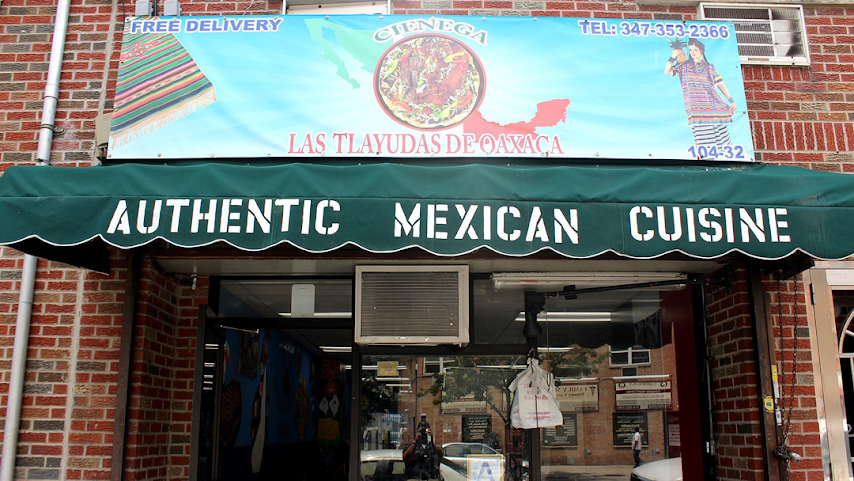 FREE DELIVERY
CIENEGA
TEL: 347-353-2366
LAS TLAYUDAS DE OAXACA
104-32
AUTHENTIC MEXICAN CUISINE
A